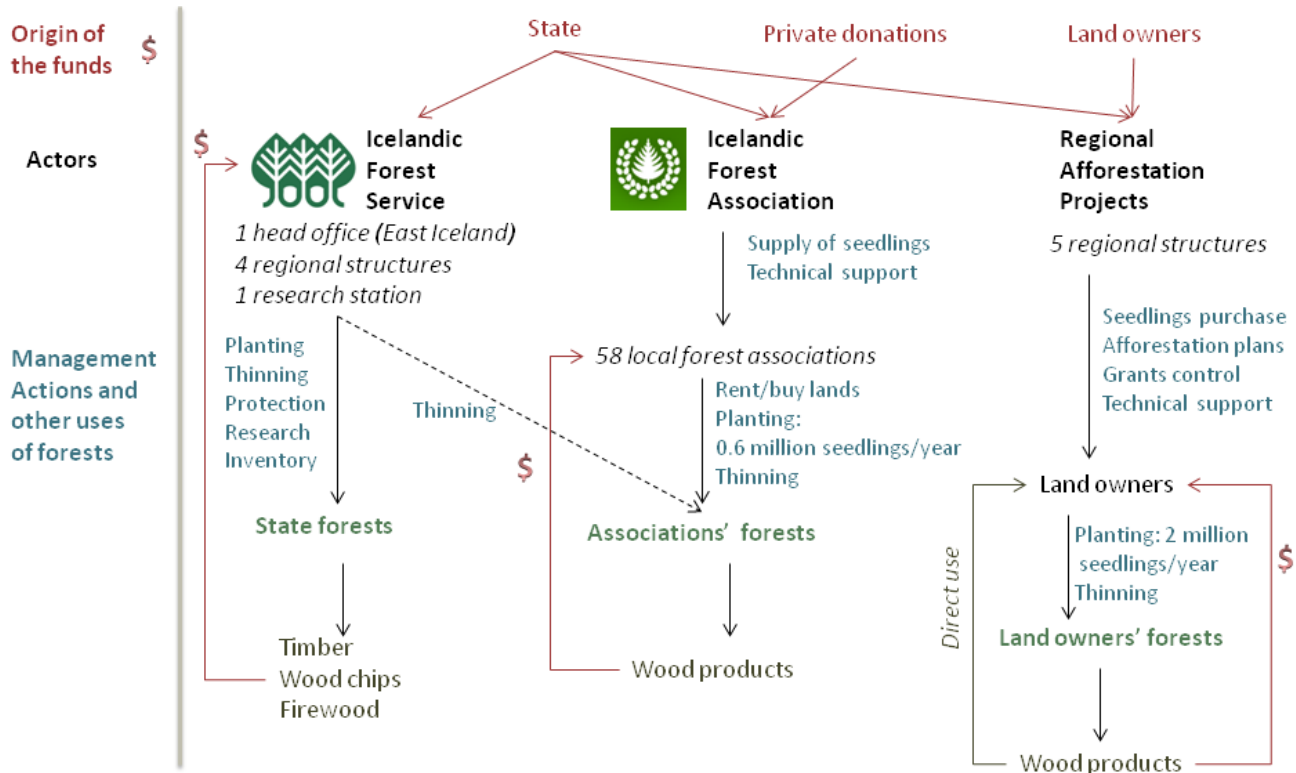 Origin of
the funds
$
State
Private donations
Land owners
Actors
$
Icelandic
Forest
Service
1 head office (East Iceland)
4 regional structures
1 research station
Icelandic
Forest
Association
Supply of seedlings
Technical support
Regional
Afforestation
Projects
5 regional structures
Management
Actions and
other uses
of forests
Planting
Thinning
Protection
Research
Inventory
Thinning
$
58 local forest associations
Rent/buy lands
Planting:
0.6 million seedlings/year
Thinning
Seedlings purchase
Afforestation plans
Grants control
Technical support
State forests
Associations' forests
Land owners
Planting: 2 million
seedlings/year
Thinning
Direct use
$
Land owners' forests
Timber
Wood chips
Firewood
Wood products
Wood products